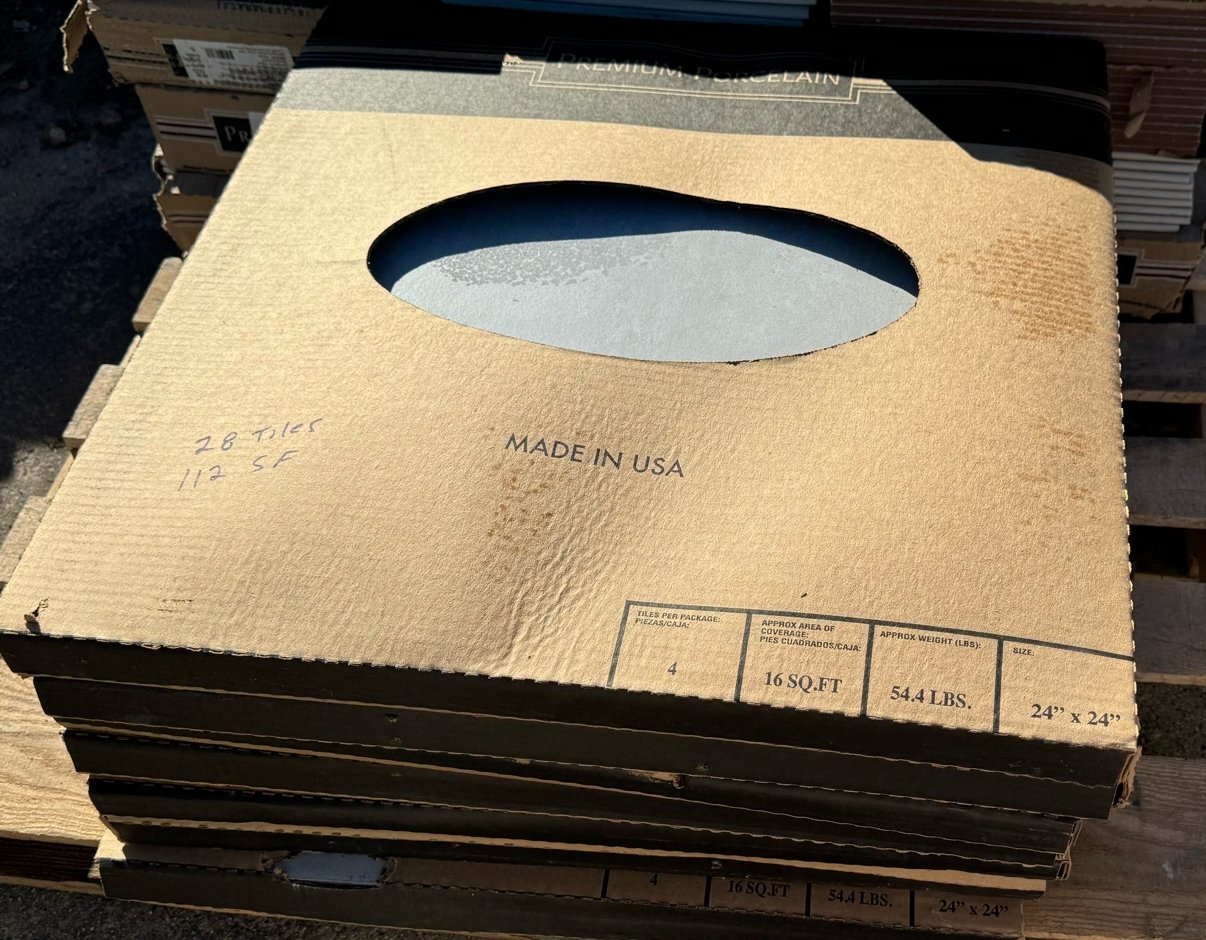 PREMIUM PORCELAIN
PR
28 Tiles
112 SF
MADE IN USA
TILES PER PACKAGE:
PIEZAS/CAJA:
4
APPROX AREA OF
COVERAGE:
PIES CUADRADOS/CAJA:
16 SQ.FT
APPROX WEIGHT (LBS):
54.4 LBS.
SIZE:
24” x 24”
4
16 SQ.FT
54.4 LBS.
24” x 24”